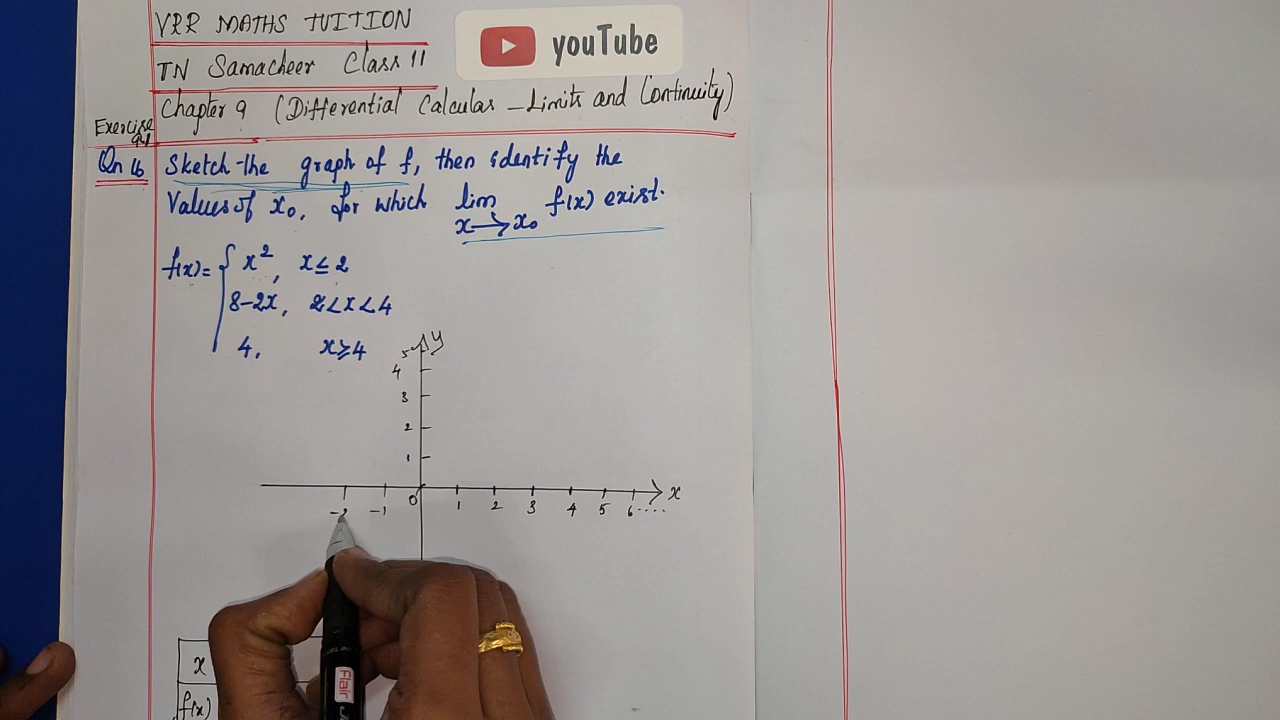 VRR MATHS TUITION
youTube
TN Samacheer Class 11
Chapter 9 (Differential Calculas - Limits and Continuity)
Exercise 9.1
Qn 16 Sketch the graph of f, then identify the
Values of x₀, for which lim x→x₀ f(x) exist.
f(x) = { x², x ≤ 2
8-2x, 2<x<4
4, x ≥ 4
y
5
4
3
2
1
-2 -1 0 1 2 3 4 5 6.... x
x
f(x)
Flair